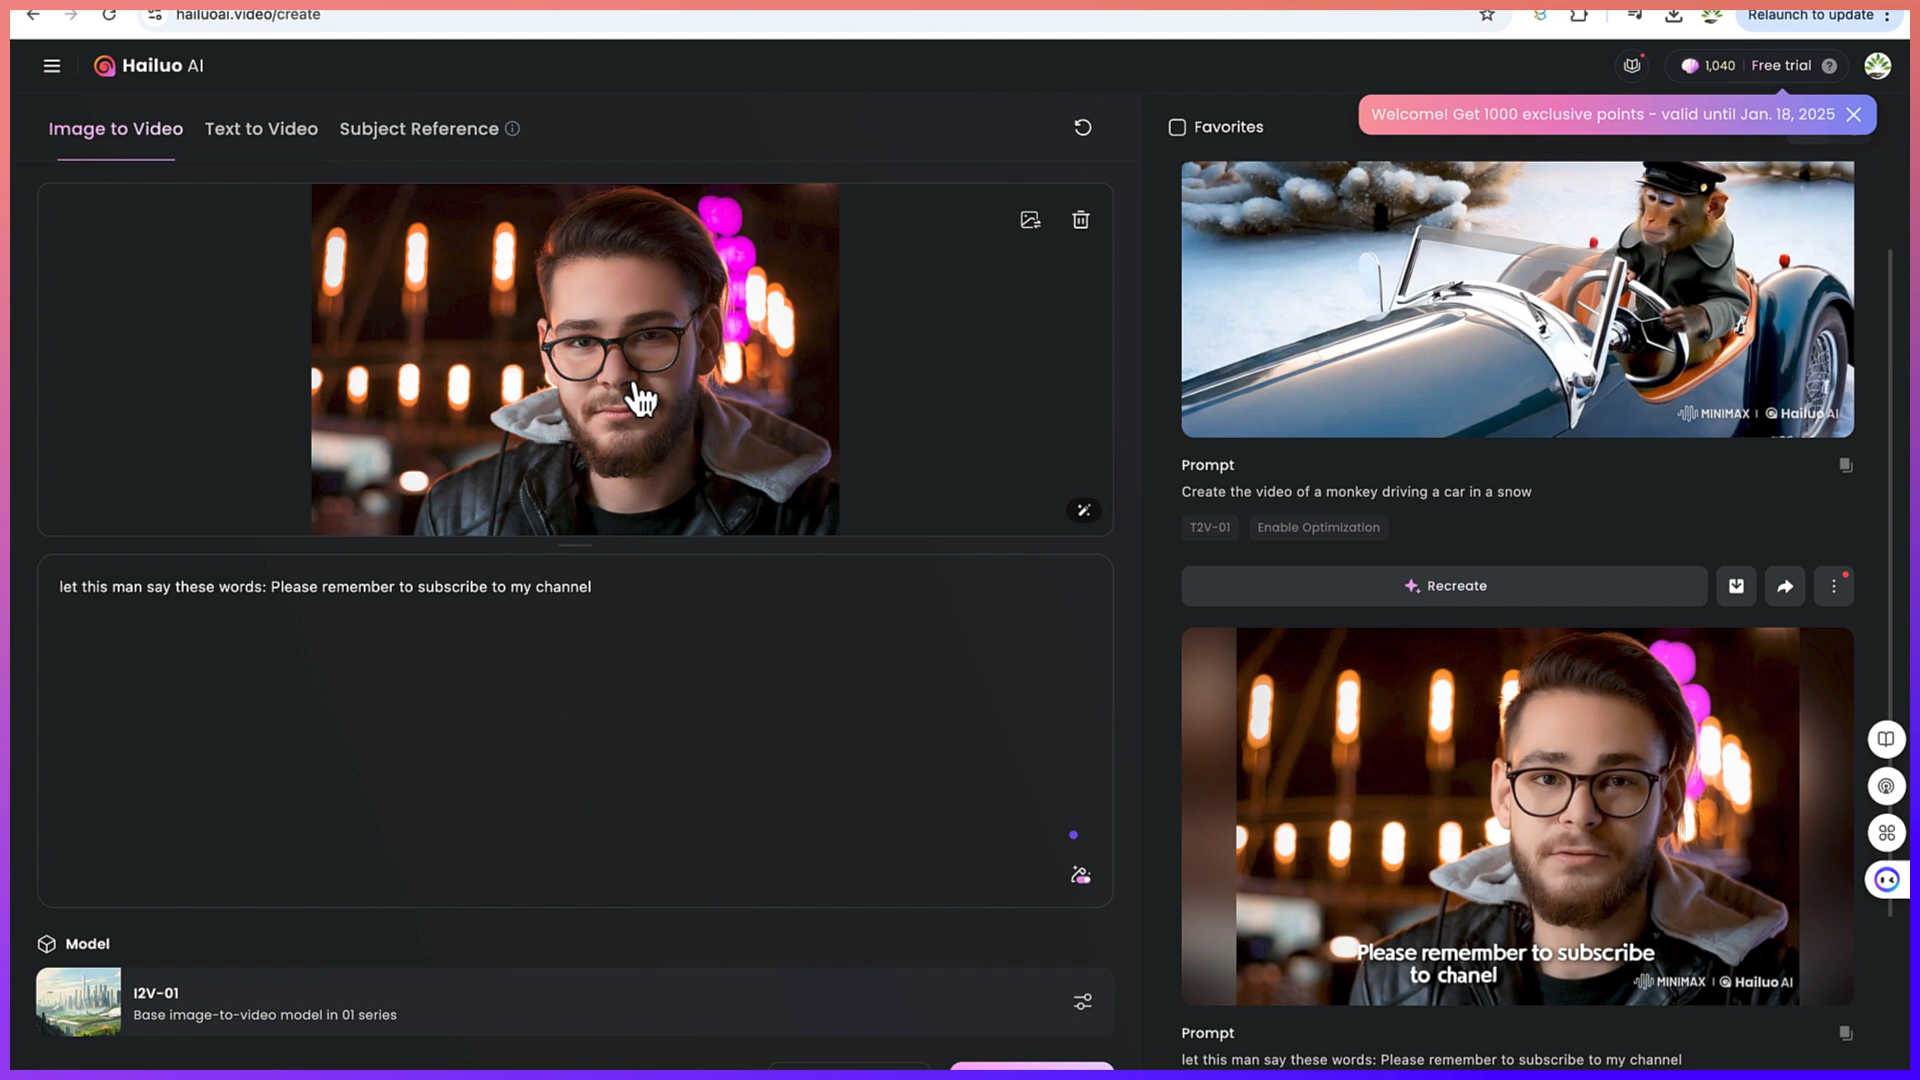 hailuoai.video/create
Relaunch to update
Hailuo AI
1,040 Free trial
Welcome! Get 1000 exclusive points - valid until Jan. 18, 2025
Image to Video
Text to Video
Subject Reference
Favorites
MINIMAX | Hailuo AI
Prompt
Create the video of a monkey driving a car in a snow
T2V-01
Enable Optimization
let this man say these words: Please remember to subscribe to my channel
Recreate
Please remember to subscribe
to chanel
MINIMAX | Hailuo AI
Model
I2V-01
Base image-to-video model in 01 series
Prompt
let this man say these words: Please remember to subscribe to my channel